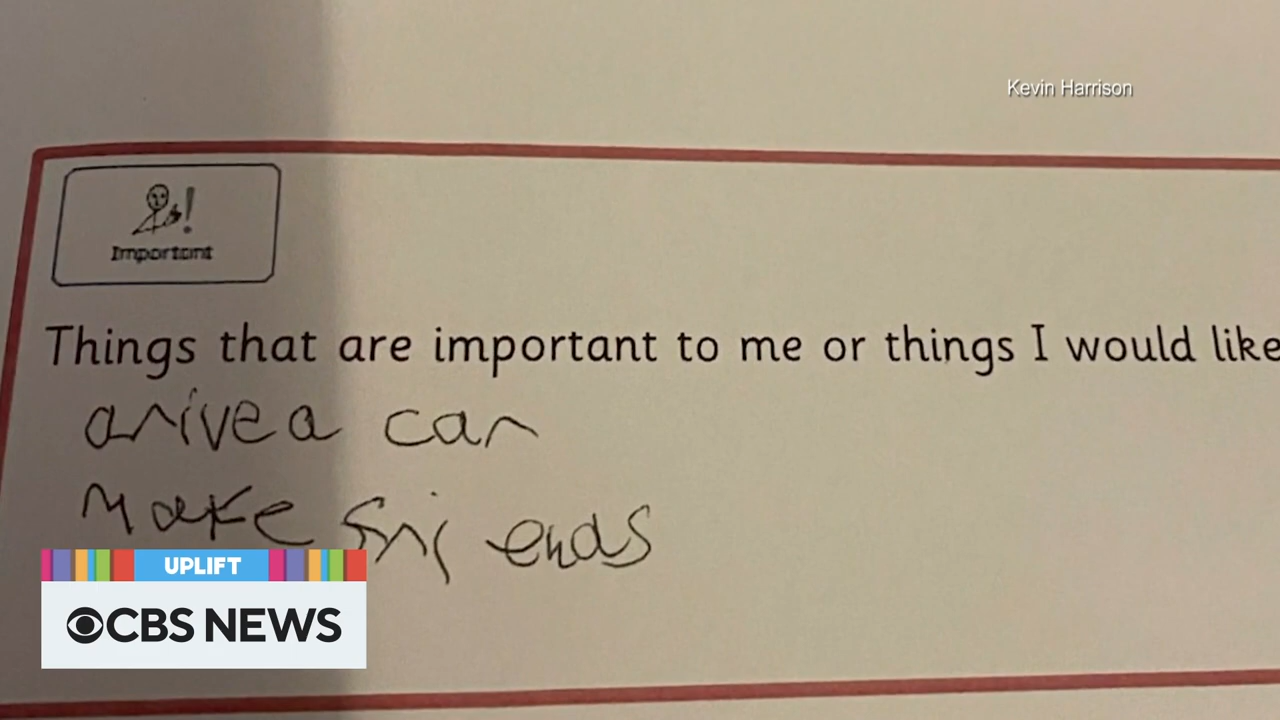 Kevin Harrison
Important
Things that are important to me or things I would like
drive a car
Make friends
UPLIFT
CBS NEWS